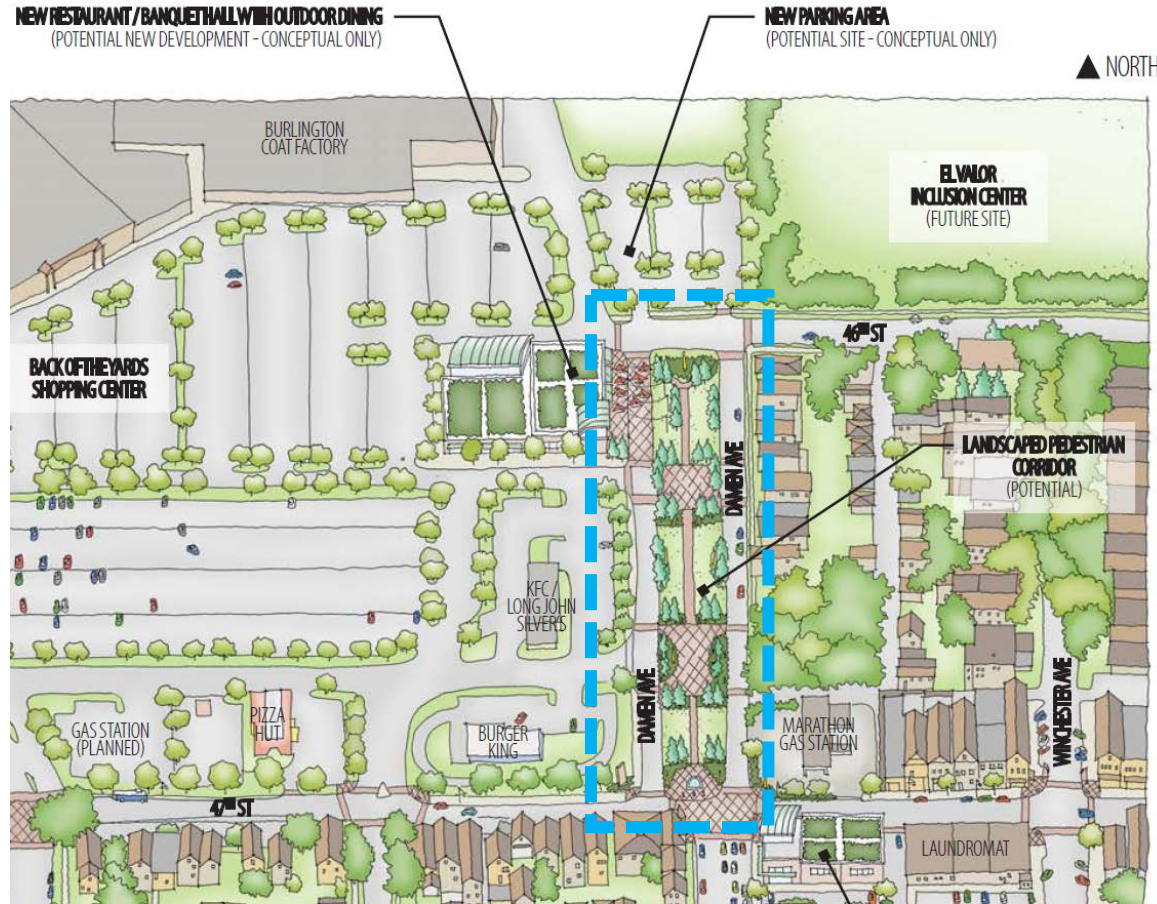 NEW RESTAURANT / BANQUET HALL WITH OUTDOOR DINING
(POTENTIAL NEW DEVELOPMENT - CONCEPTUAL ONLY)
NEW PARKING AREA
(POTENTIAL SITE - CONCEPTUAL ONLY)
▲ NORTH
BURLINGTON
COAT FACTORY
EL VALOR
INCLUSION CENTER
(FUTURE SITE)
46TH ST
BACK OF THE YARDS
SHOPPING CENTER
LANDSCAPED PEDESTRIAN
CORRIDOR
(POTENTIAL)
DAMEN AVE
KFC /
LONG JOHN
SILVER'S
DAMEN AVE
WINCHESTER AVE
GAS STATION
(PLANNED)
PIZZA
HUT
BURGER
KING
MARATHON
GAS STATION
47TH ST
LAUNDROMAT